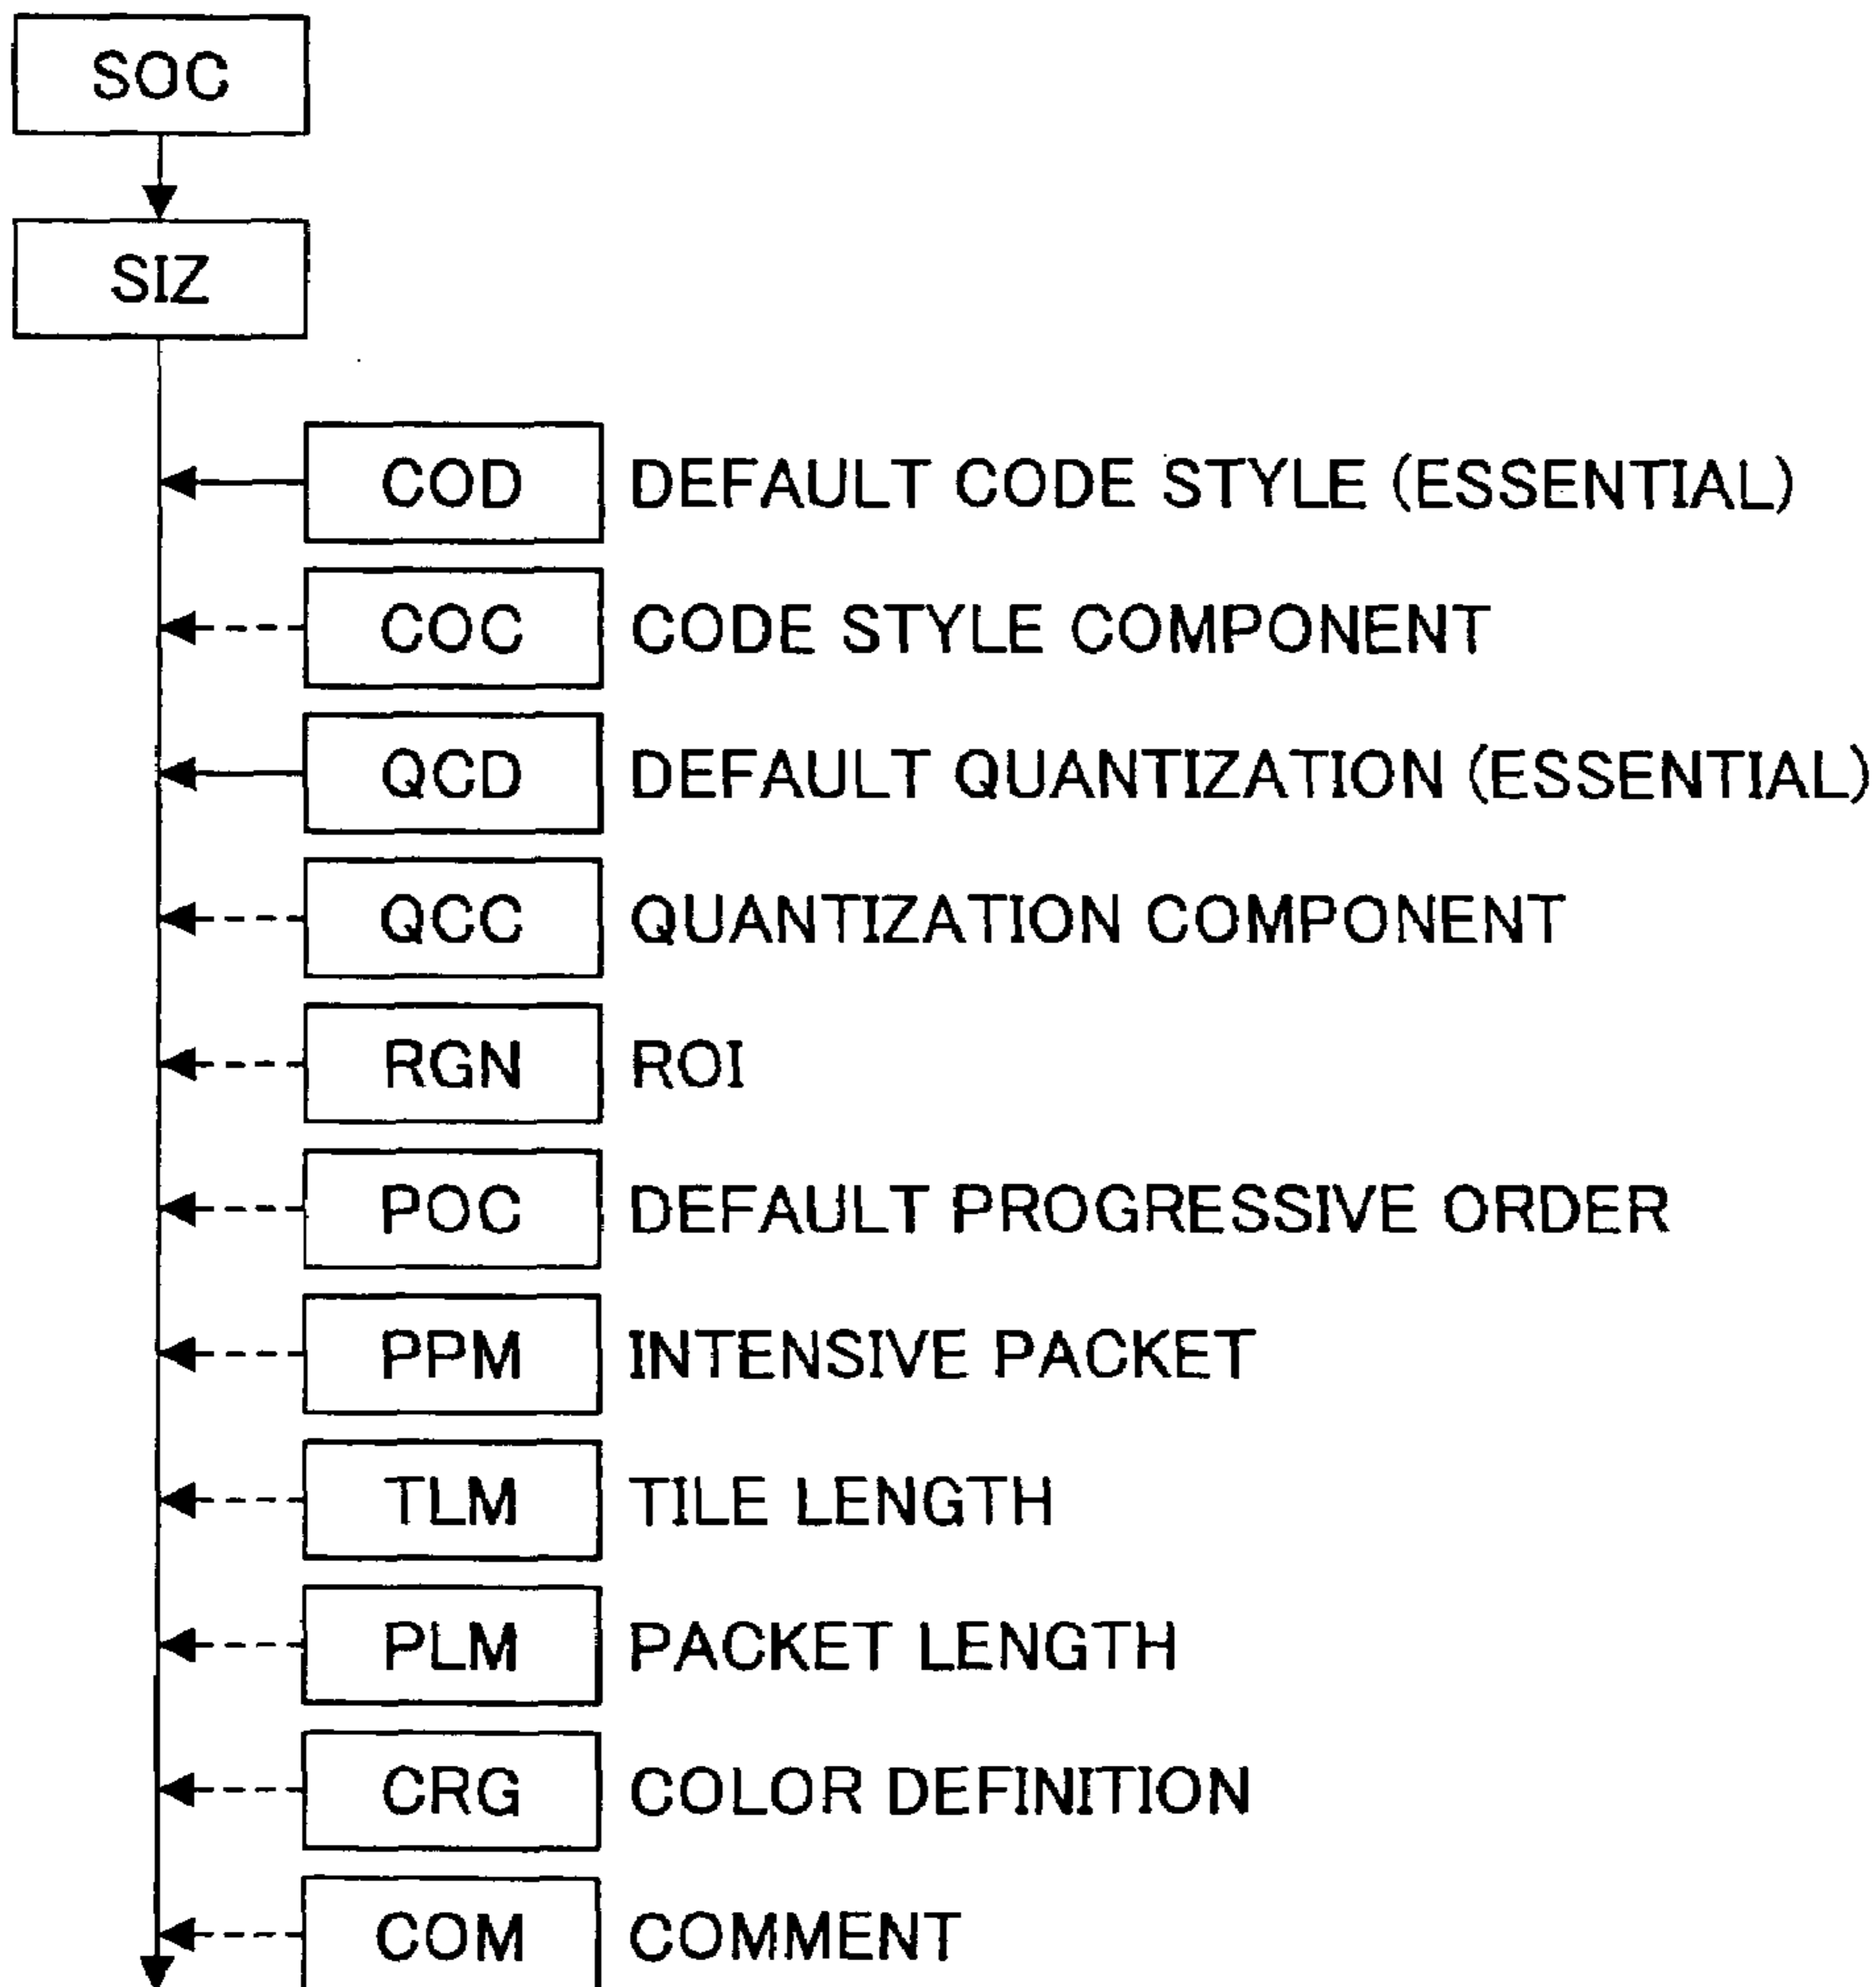 SOC
SIZ
COD DEFAULT CODE STYLE (ESSENTIAL)
COC CODE STYLE COMPONENT
QCD DEFAULT QUANTIZATION (ESSENTIAL)
QCC QUANTIZATION COMPONENT
RGN ROI
POC DEFAULT PROGRESSIVE ORDER
PPM INTENSIVE PACKET
TLM TILE LENGTH
PLM PACKET LENGTH
CRG COLOR DEFINITION
COM COMMENT